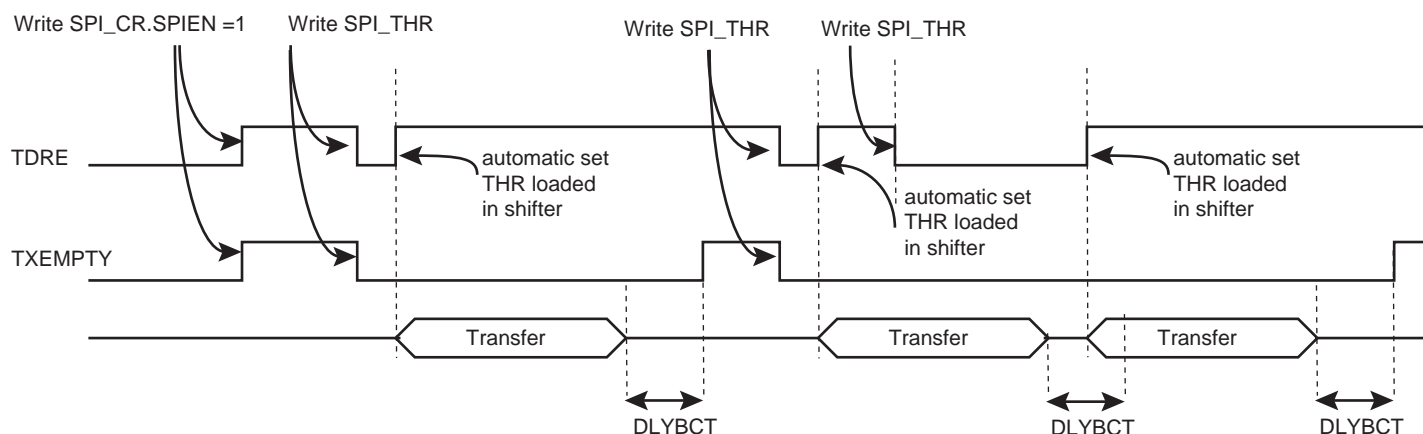 Write SPI_CR.SPIEN =1
Write SPI_THR
Write SPI_THR
Write SPI_THR
TDRE
automatic set
THR loaded
in shifter
automatic set
THR loaded
in shifter
automatic set
THR loaded
in shifter
TXEMPTY
Transfer
Transfer
Transfer
DLYBCT
DLYBCT
DLYBCT